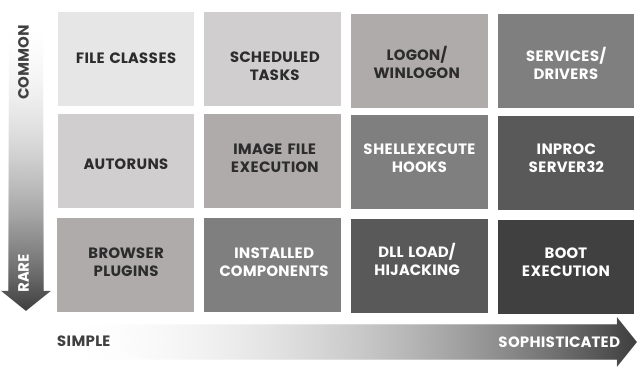 COMMON
FILE CLASSES
SCHEDULED
TASKS
LOGON/
WINLOGON
SERVICES/
DRIVERS
AUTORUNS
IMAGE FILE
EXECUTION
SHELLEXECUTE
HOOKS
INPROC
SERVER32
RARE
BROWSER
PLUGINS
INSTALLED
COMPONENTS
DLL LOAD/
HIJACKING
BOOT
EXECUTION
SIMPLE
SOPHISTICATED